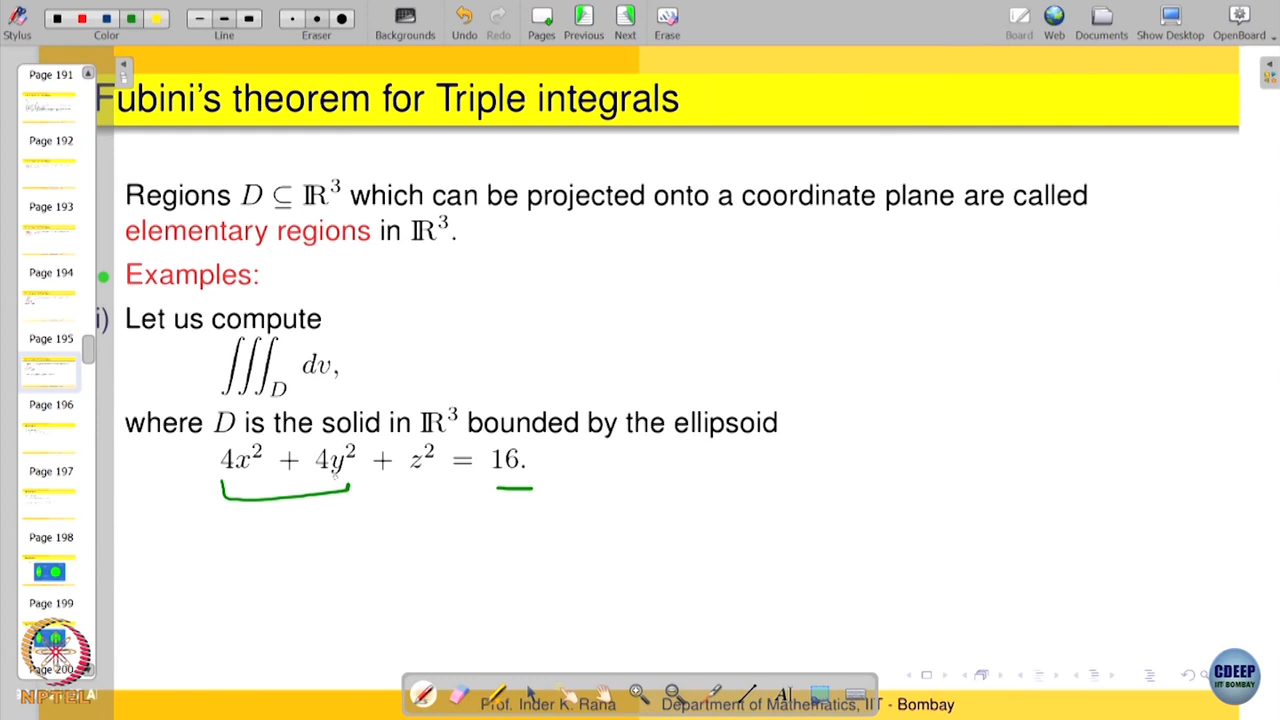 Stylus
Color
Line
Eraser
Backgrounds
Undo
Redo
Pages
Previous
Next
Erase
Board
Web
Documents
Show Desktop
OpenBoard
Page 191
Page 192
Page 193
Page 194
Page 195
Page 196
Page 197
Page 198
Page 199
Page 200
Fubini's theorem for Triple integrals
Regions D ⊆ ℝ³ which can be projected onto a coordinate plane are called
elementary regions in ℝ³.
Examples:
i) Let us compute
∭_D dv,
where D is the solid in ℝ³ bounded by the ellipsoid
4x² + 4y² + z² = 16.
NPTEL
CDEEP
IIT BOMBAY
Prof. Inder K. Rana Department of Mathematics, IIT - Bombay